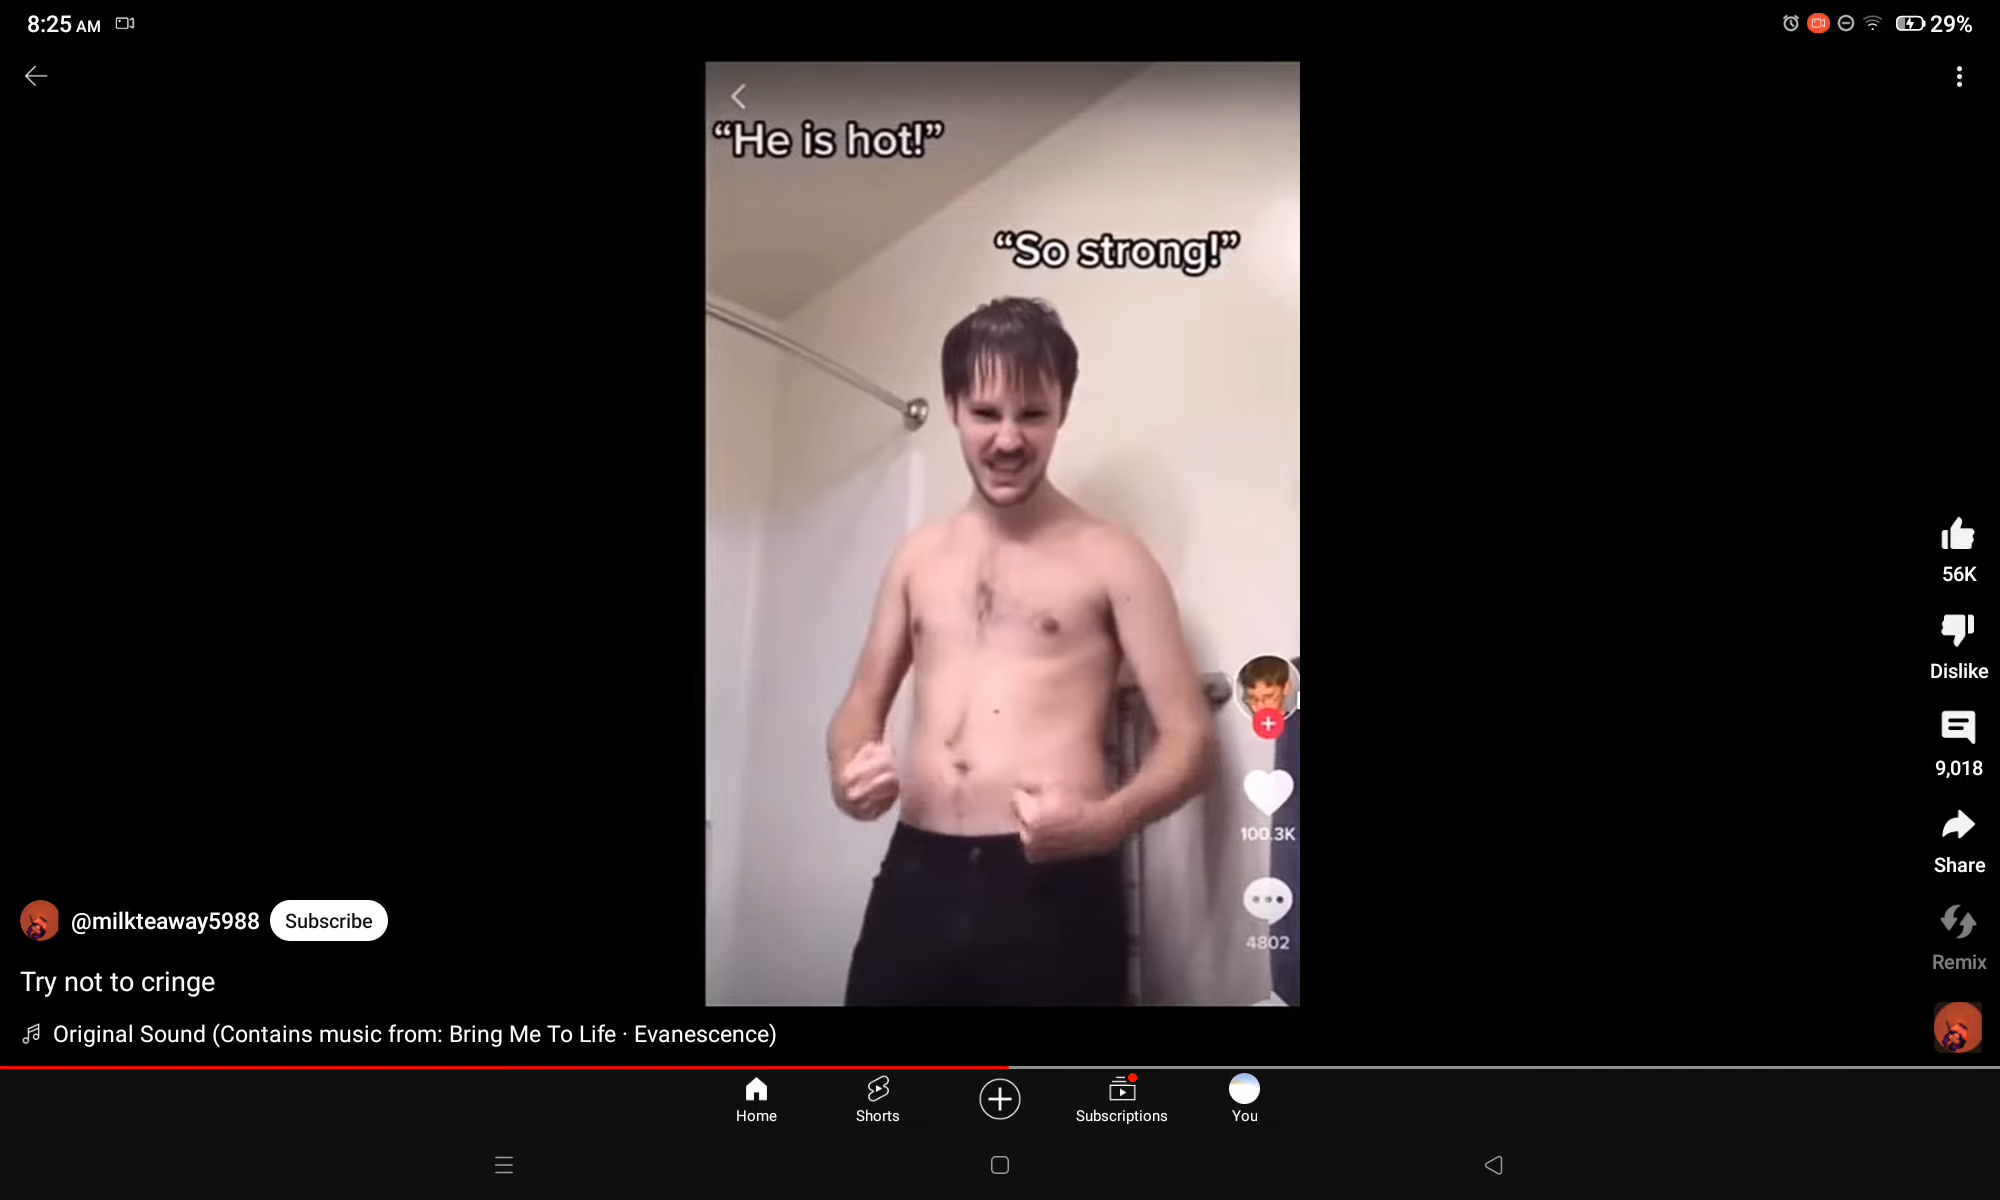 8:25 AM
29%
“He is hot!”
“So strong!”
100.3K
4802
56K
Dislike
9,018
Share
Remix
@milkteaway5988 Subscribe
Try not to cringe
Original Sound (Contains music from: Bring Me To Life · Evanescence)
Home Shorts Subscriptions You